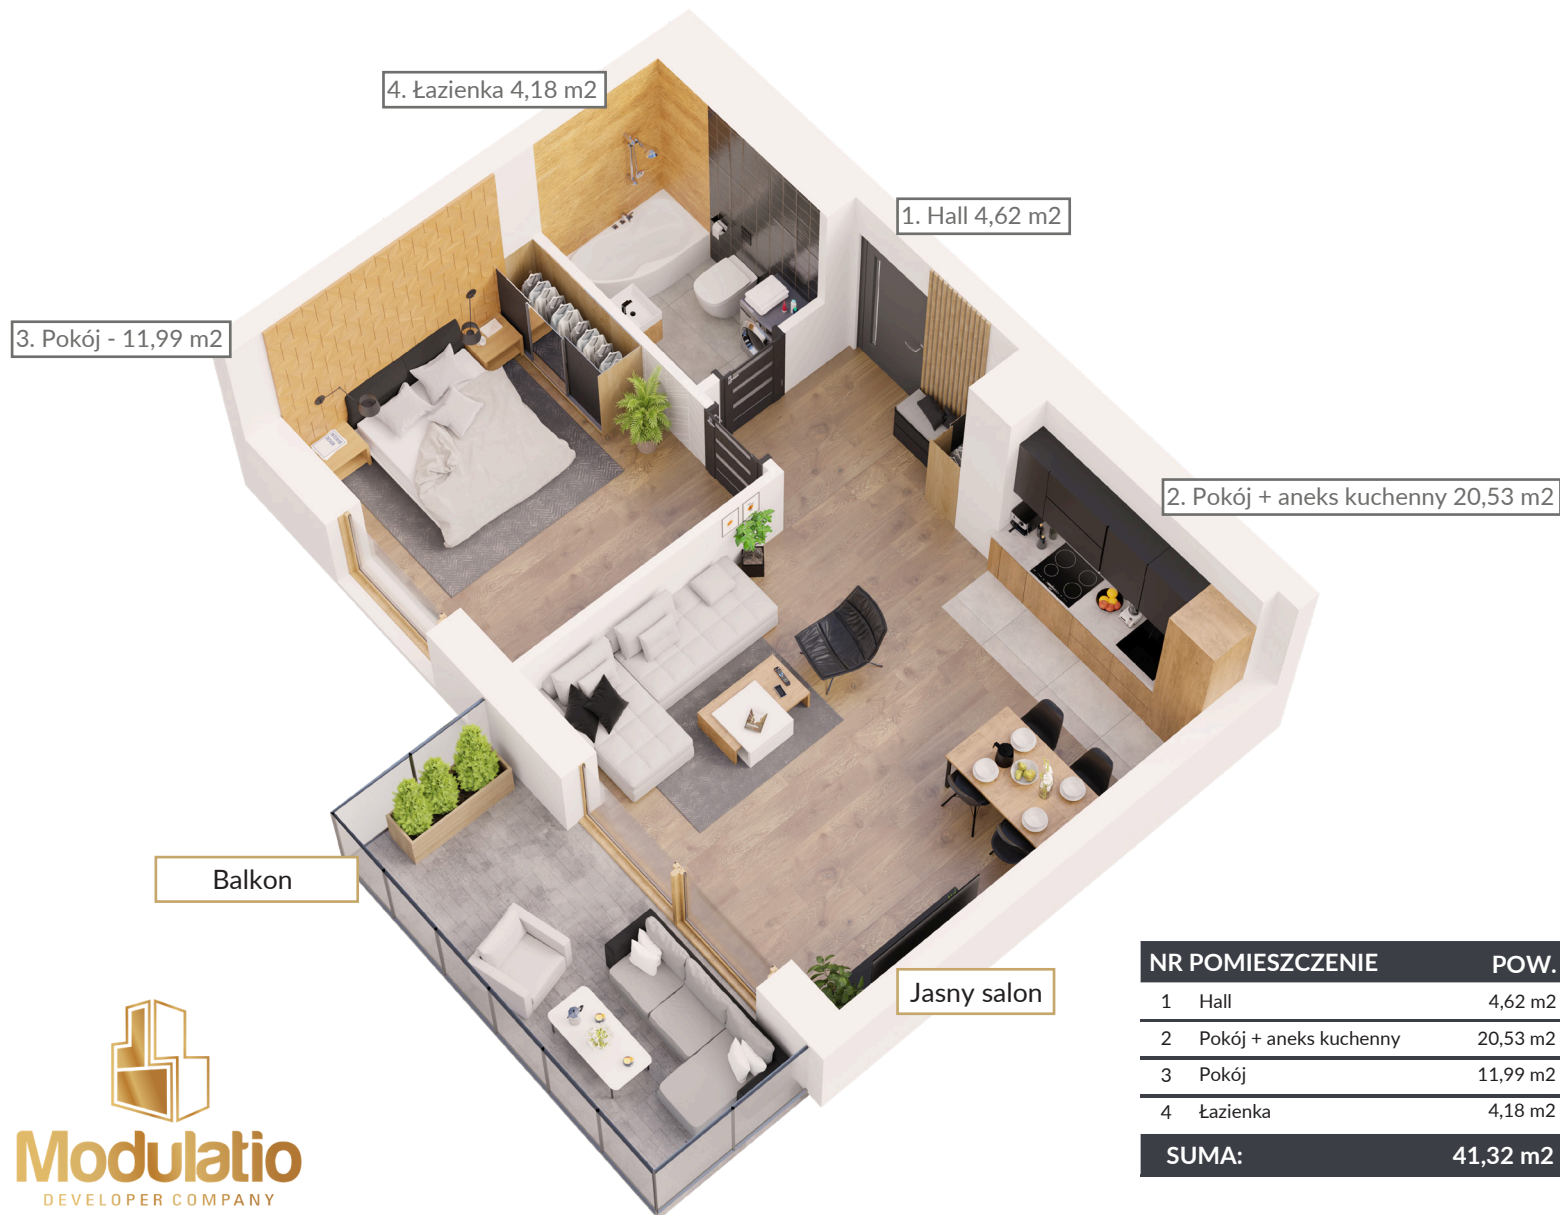 4. Łazienka 4,18 m2
1. Hall 4,62 m2
3. Pokój - 11,99 m2
2. Pokój + aneks kuchenny 20,53 m2
Balkon
Jasny salon
NR POMIESZCZENIE POW.
1 Hall 4,62 m2
2 Pokój + aneks kuchenny 20,53 m2
3 Pokój 11,99 m2
4 Łazienka 4,18 m2
SUMA: 41,32 m2
Modulatio
DEVELOPER COMPANY